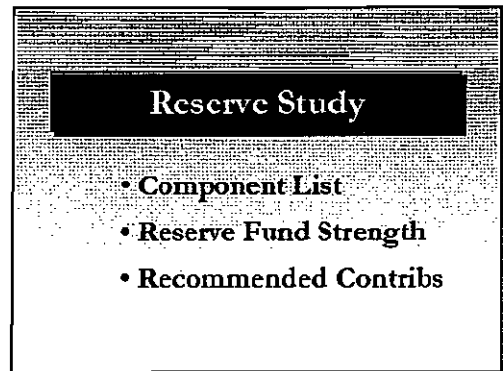 Reserve Study
• Component List
• Reserve Fund Strength
• Recommended Contribs